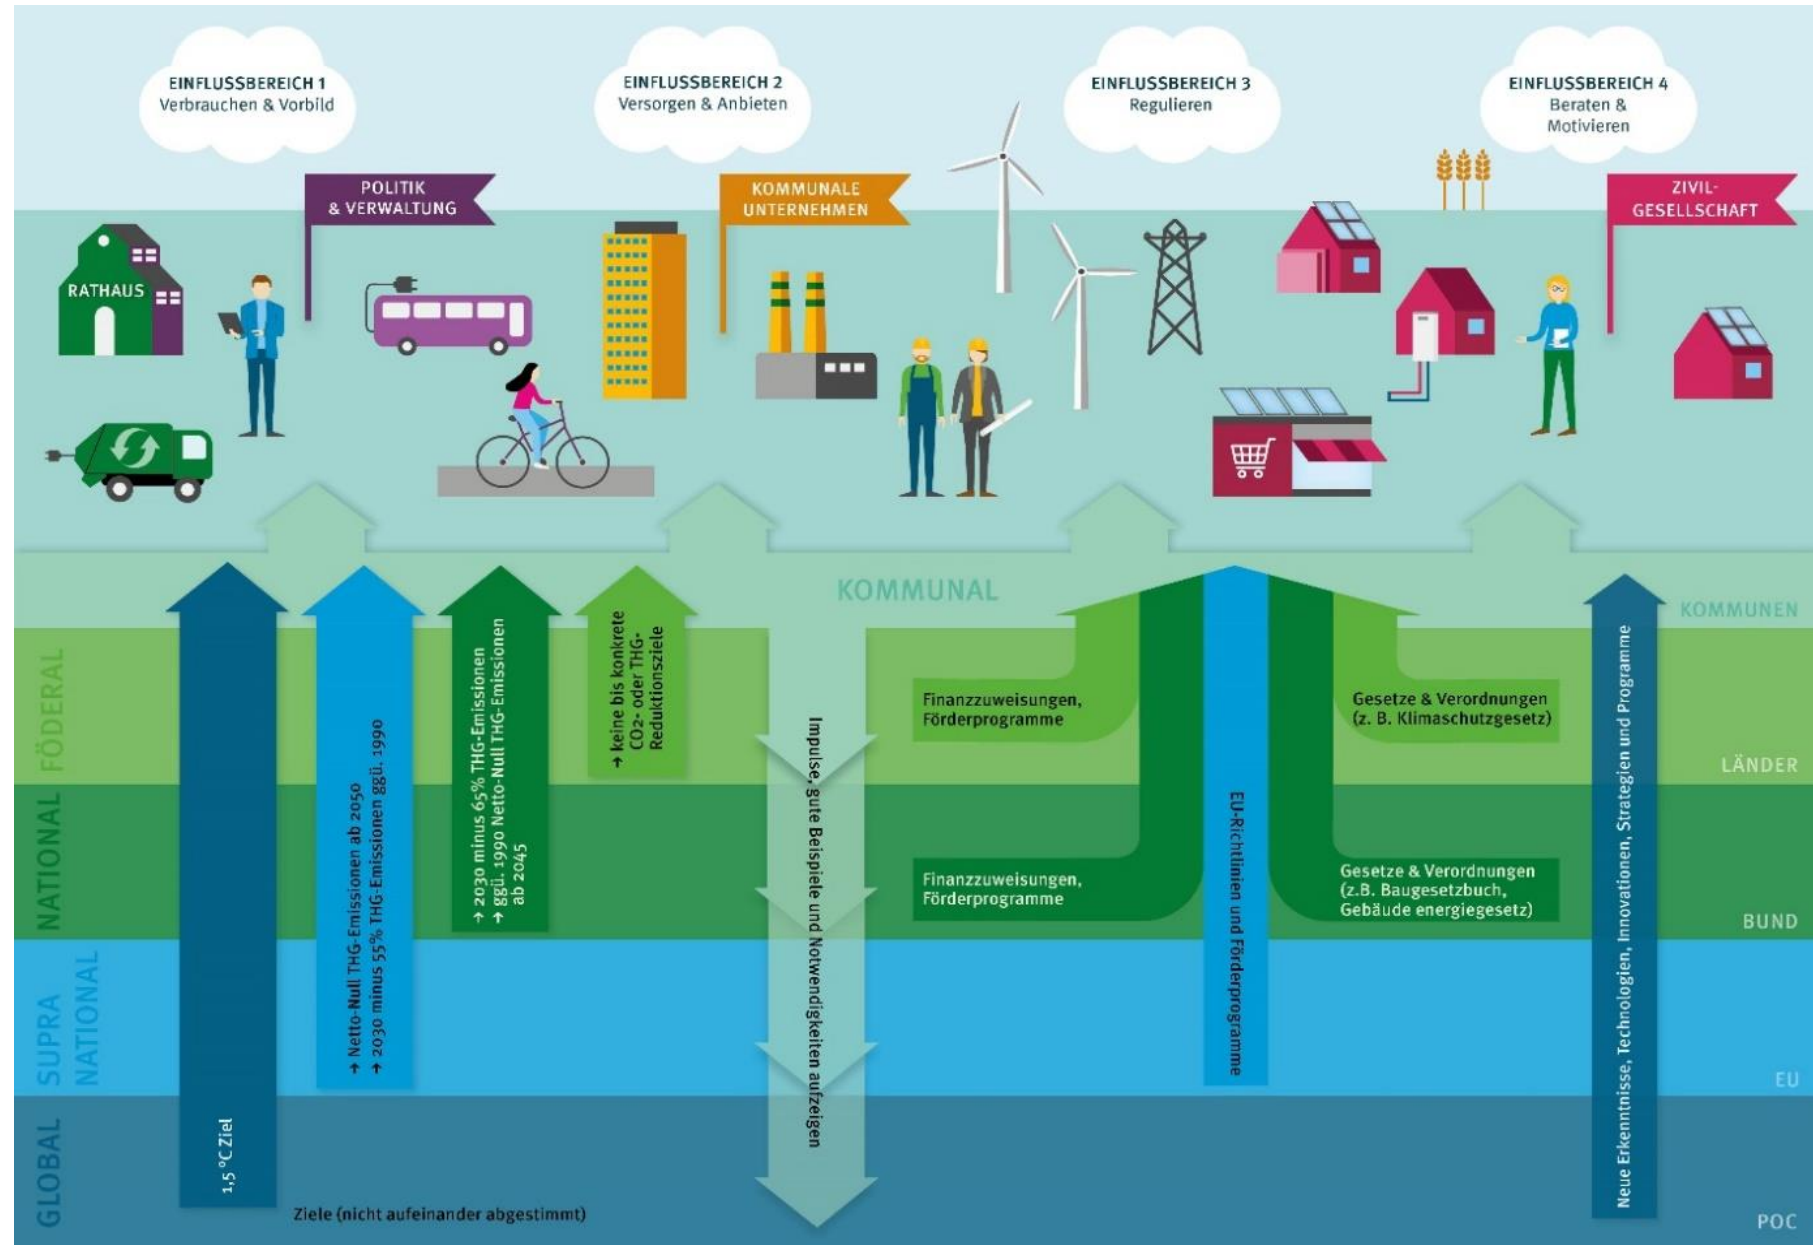 EINFLUSSBEREICH 1
Verbrauchen & Vorbild
EINFLUSSBEREICH 2
Versorgen & Anbieten
EINFLUSSBEREICH 3
Regulieren
EINFLUSSBEREICH 4
Beraten &
Motivieren
POLITIK
& VERWALTUNG
KOMMUNALE
UNTERNEHMEN
ZIVIL-
GESELLSCHAFT
RATHAUS
KOMMUNAL
KOMMUNEN
FÖDERAL
LÄNDER
NATIONAL
BUND
SUPRA
NATIONAL
EU
GLOBAL
POC
1,5 °C Ziel
→ Netto-Null THG-Emissionen ab 2050
→ 2030 minus 55% THG-Emissionen ggü. 1990
→ 2030 minus 65% THG-Emissionen
→ ggü. 1990 Netto-Null THG-Emissionen
ab 2045
→ keine bis konkrete
CO2- oder THG-
Reduktionsziele
Ziele (nicht aufeinander abgestimmt)
Impulse, gute Beispiele und Notwendigkeiten aufzeigen
Finanzzuweisungen,
Förderprogramme
Gesetze & Verordnungen
(z. B. Klimaschutzgesetz)
Finanzzuweisungen,
Förderprogramme
Gesetze & Verordnungen
(z.B. Baugesetzbuch,
Gebäude energiegesetz)
EU-Richtlinien und Förderprogramme
Neue Erkenntnisse, Technologien, Innovationen, Strategien und Programme